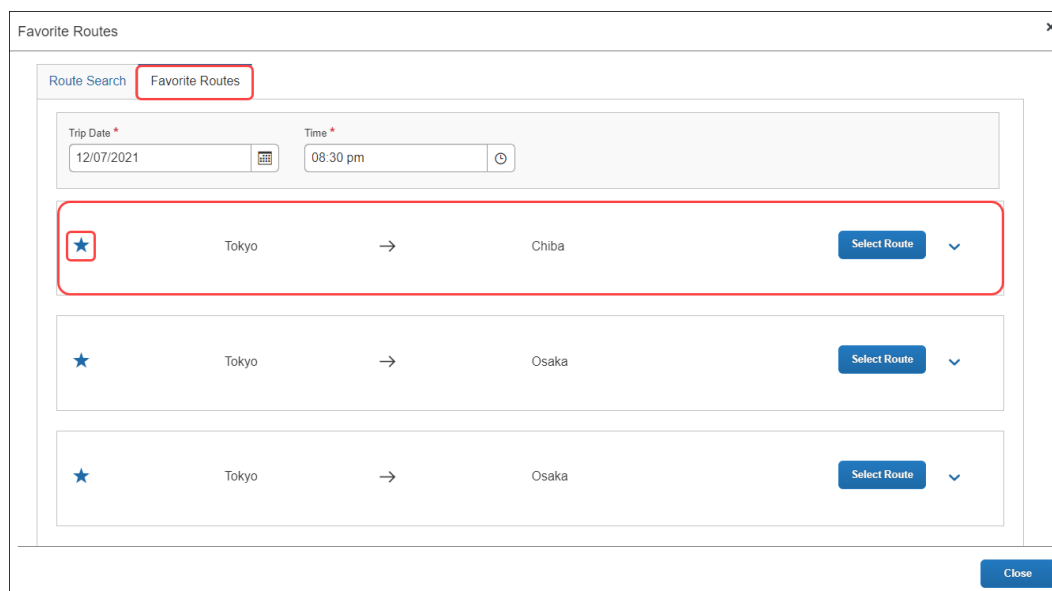 Favorite Routes
Route Search Favorite Routes
Trip Date * Time *
12/07/2021 08:30 pm
Tokyo → Chiba Select Route
Tokyo → Osaka Select Route
Tokyo → Osaka Select Route
Close